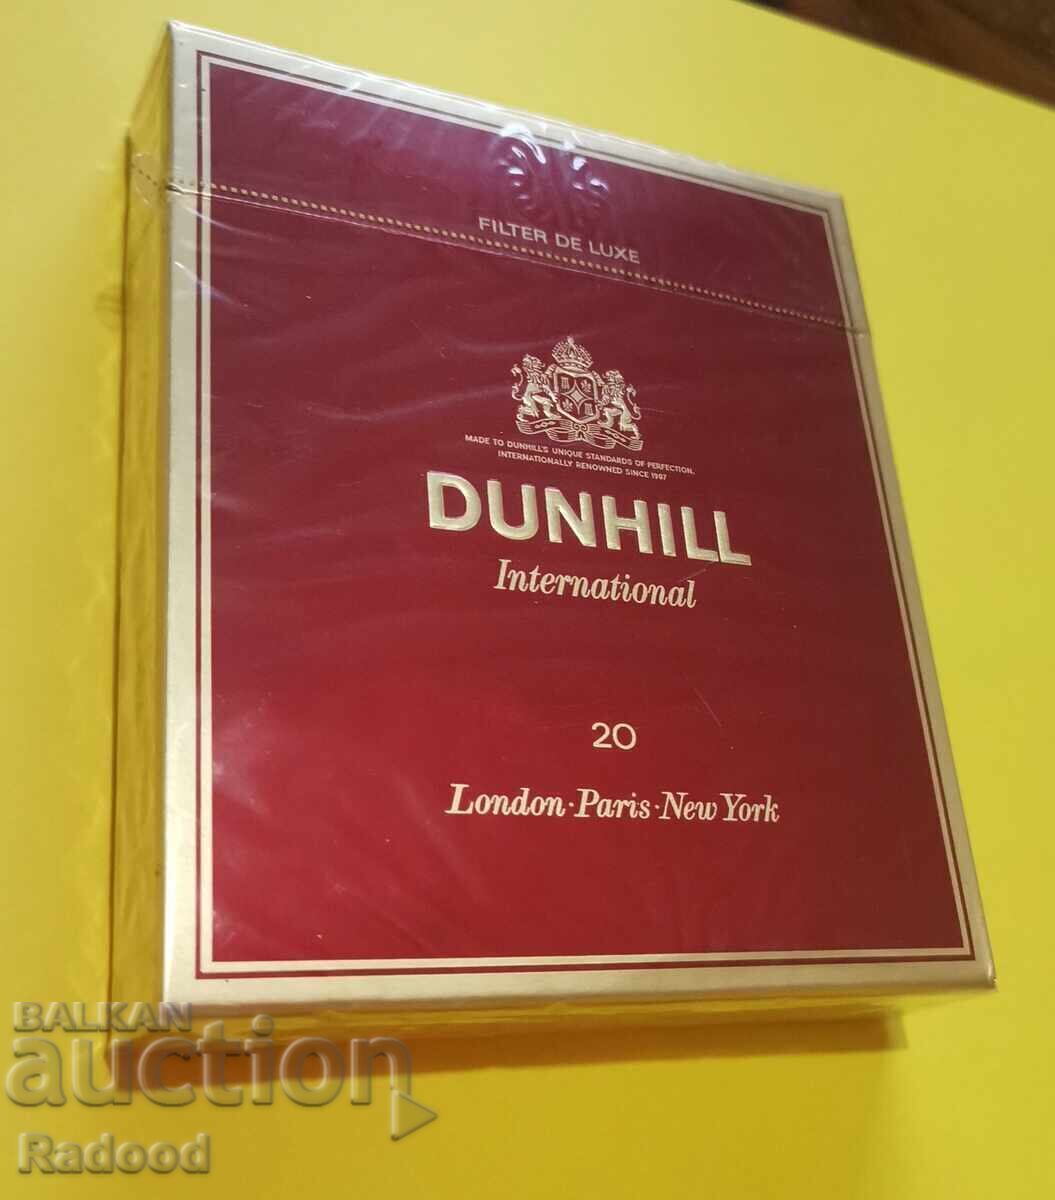 FILTER DE LUXE
MADE TO DUNHILL'S UNIQUE STANDARDS OF PERFECTION.
INTERNATIONALLY RENOWNED SINCE 1907
DUNHILL
International
20
London·Paris·New York
BALKAN
auction
Radood